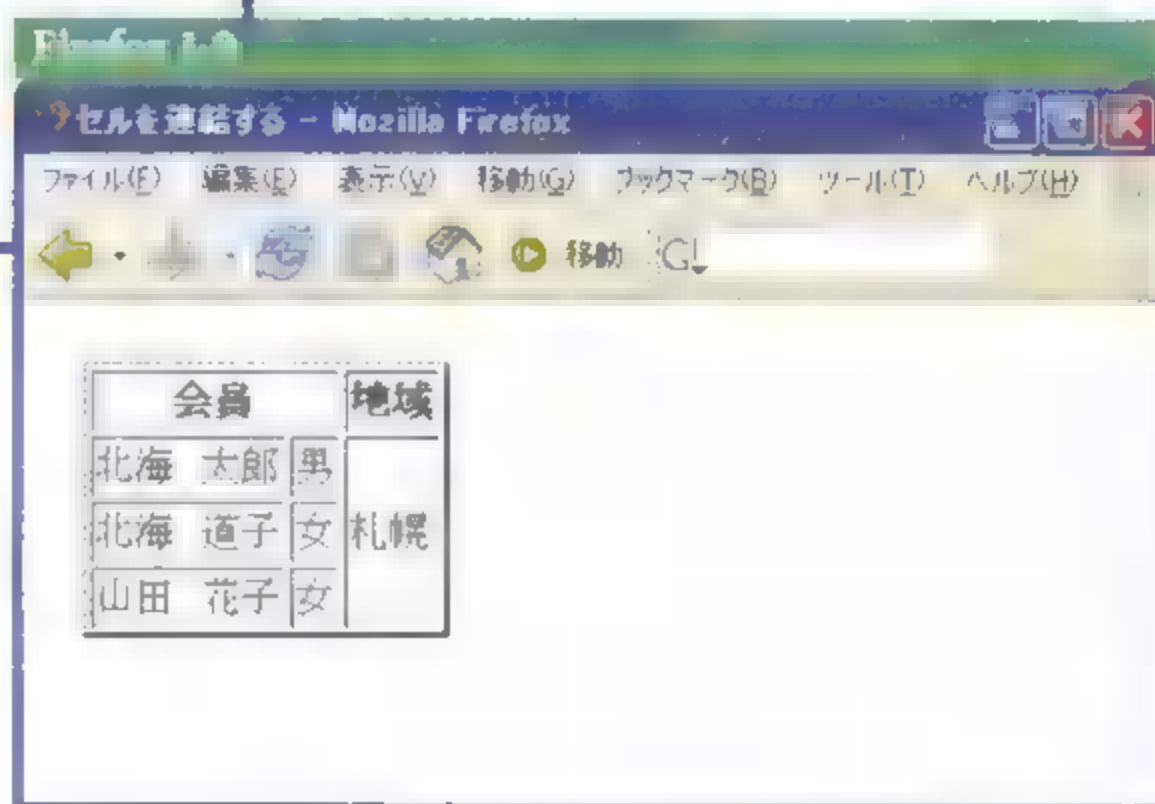 Firefox 1.0
セルを連結する - Mozilla Firefox
ファイル(F) 編集(E) 表示(V) 移動(G) ブックマーク(B) ツール(T) ヘルプ(H)
移動 G
会員 地域
北海 太郎 男
北海 道子 女 札幌
山田 花子 女